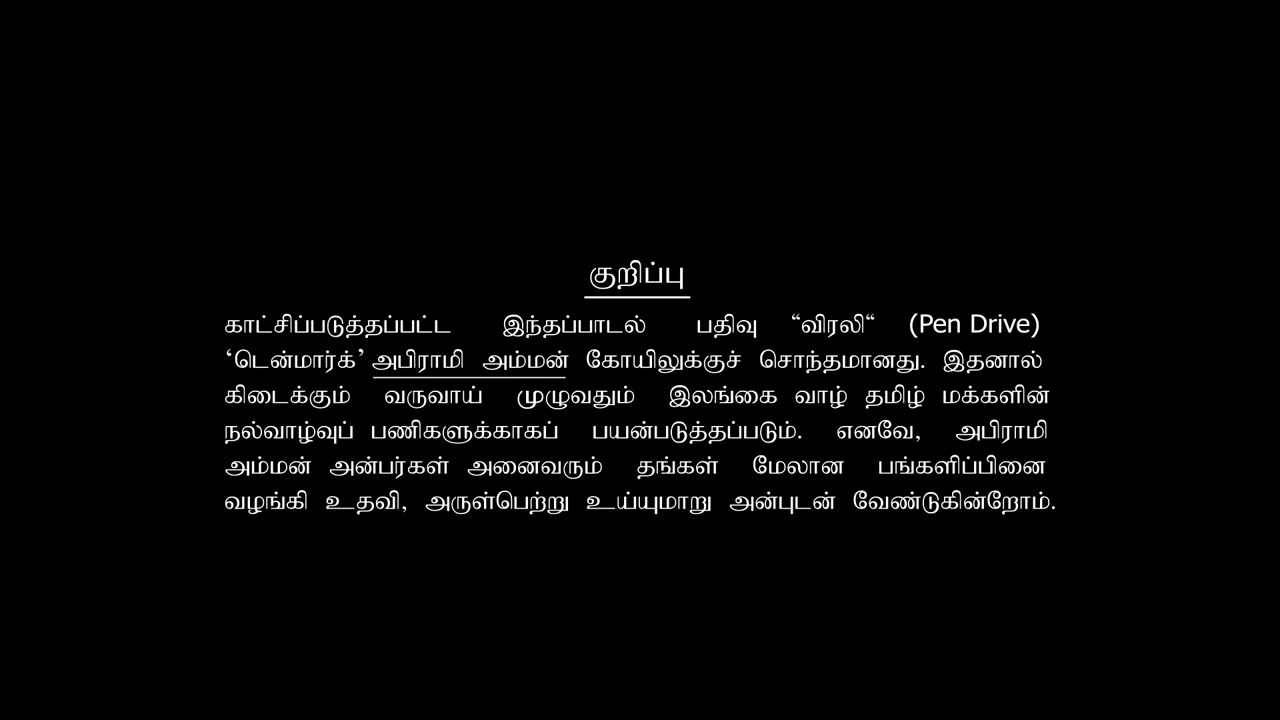 குறிப்பு
காட்சிப்படுத்தப்பட்ட இந்தப்பாடல் பதிவு “விரலி“ (Pen Drive)
‘டென்மார்க்’ அபிராமி அம்மன் கோயிலுக்குச் சொந்தமானது. இதனால்
கிடைக்கும் வருவாய் முழுவதும் இலங்கை வாழ் தமிழ் மக்களின்
நல்வாழ்வுப் பணிகளுக்காகப் பயன்படுத்தப்படும். எனவே, அபிராமி
அம்மன் அன்பர்கள் அனைவரும் தங்கள் மேலான பங்களிப்பினை
வழங்கி உதவி, அருள்பெற்று உய்யுமாறு அன்புடன் வேண்டுகின்றோம்.